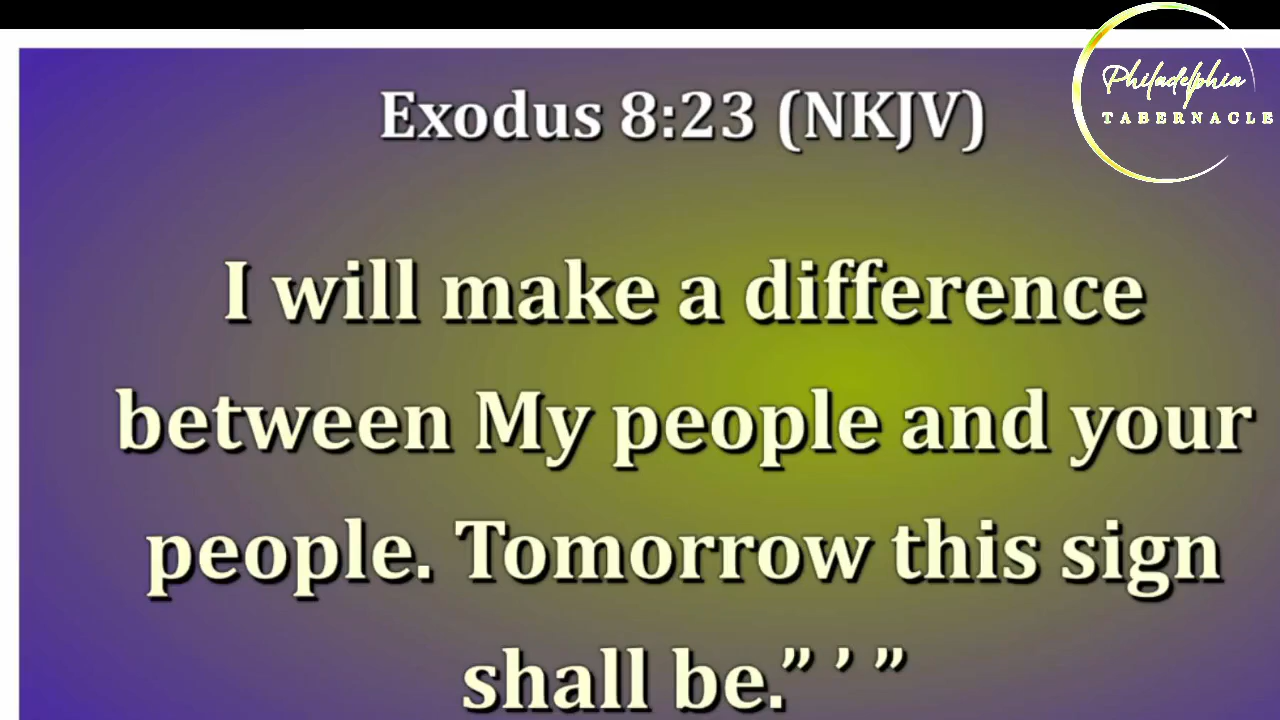 Exodus 8:23 (NKJV)
Philadelphia
TABERNACLE
I will make a difference
between My people and your
people. Tomorrow this sign
shall be.” ’ ”